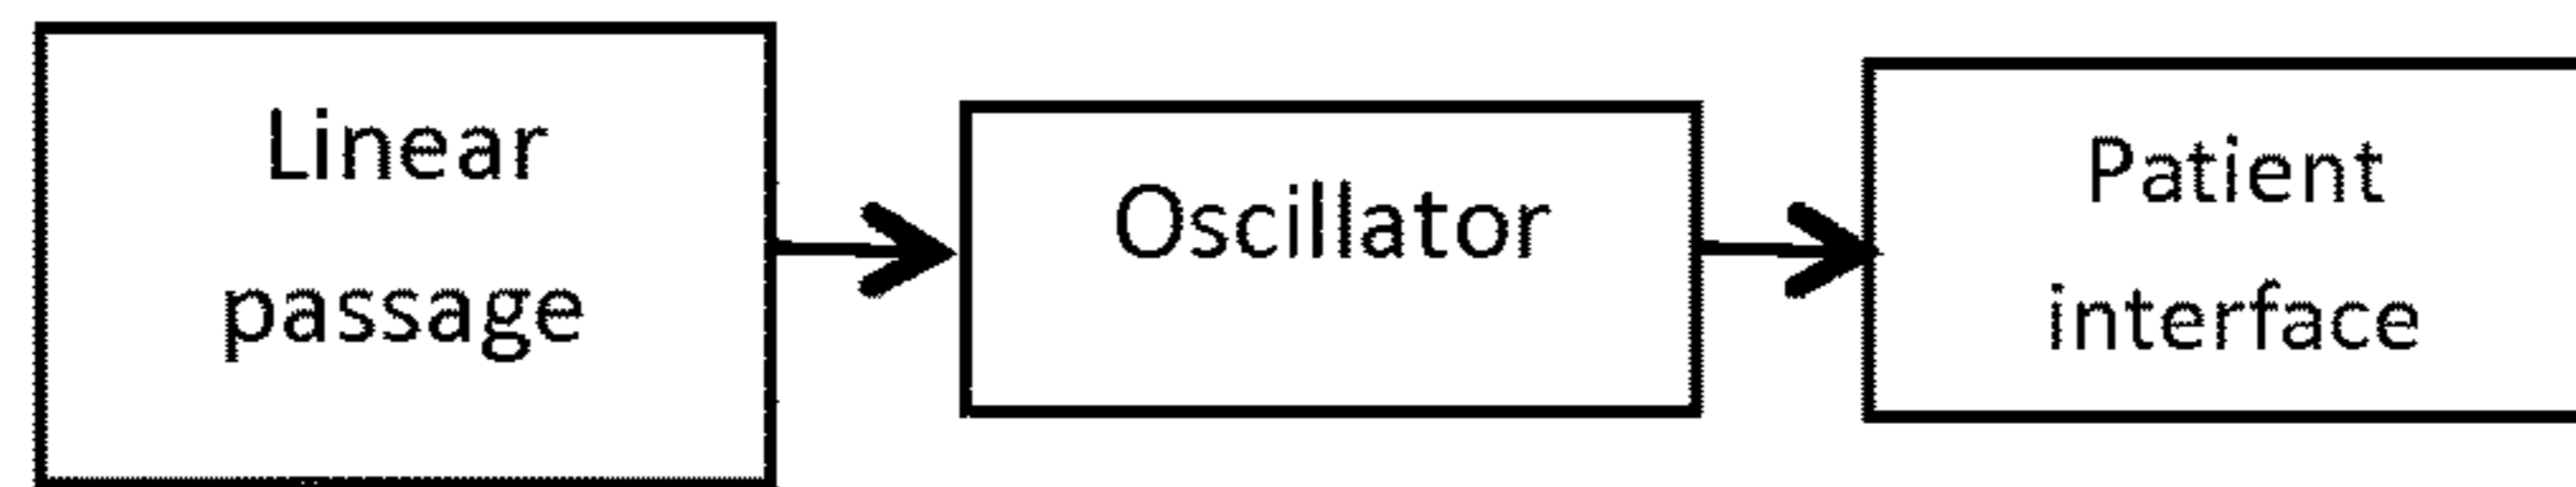 Linear
passage
Oscillator
Patient
interface